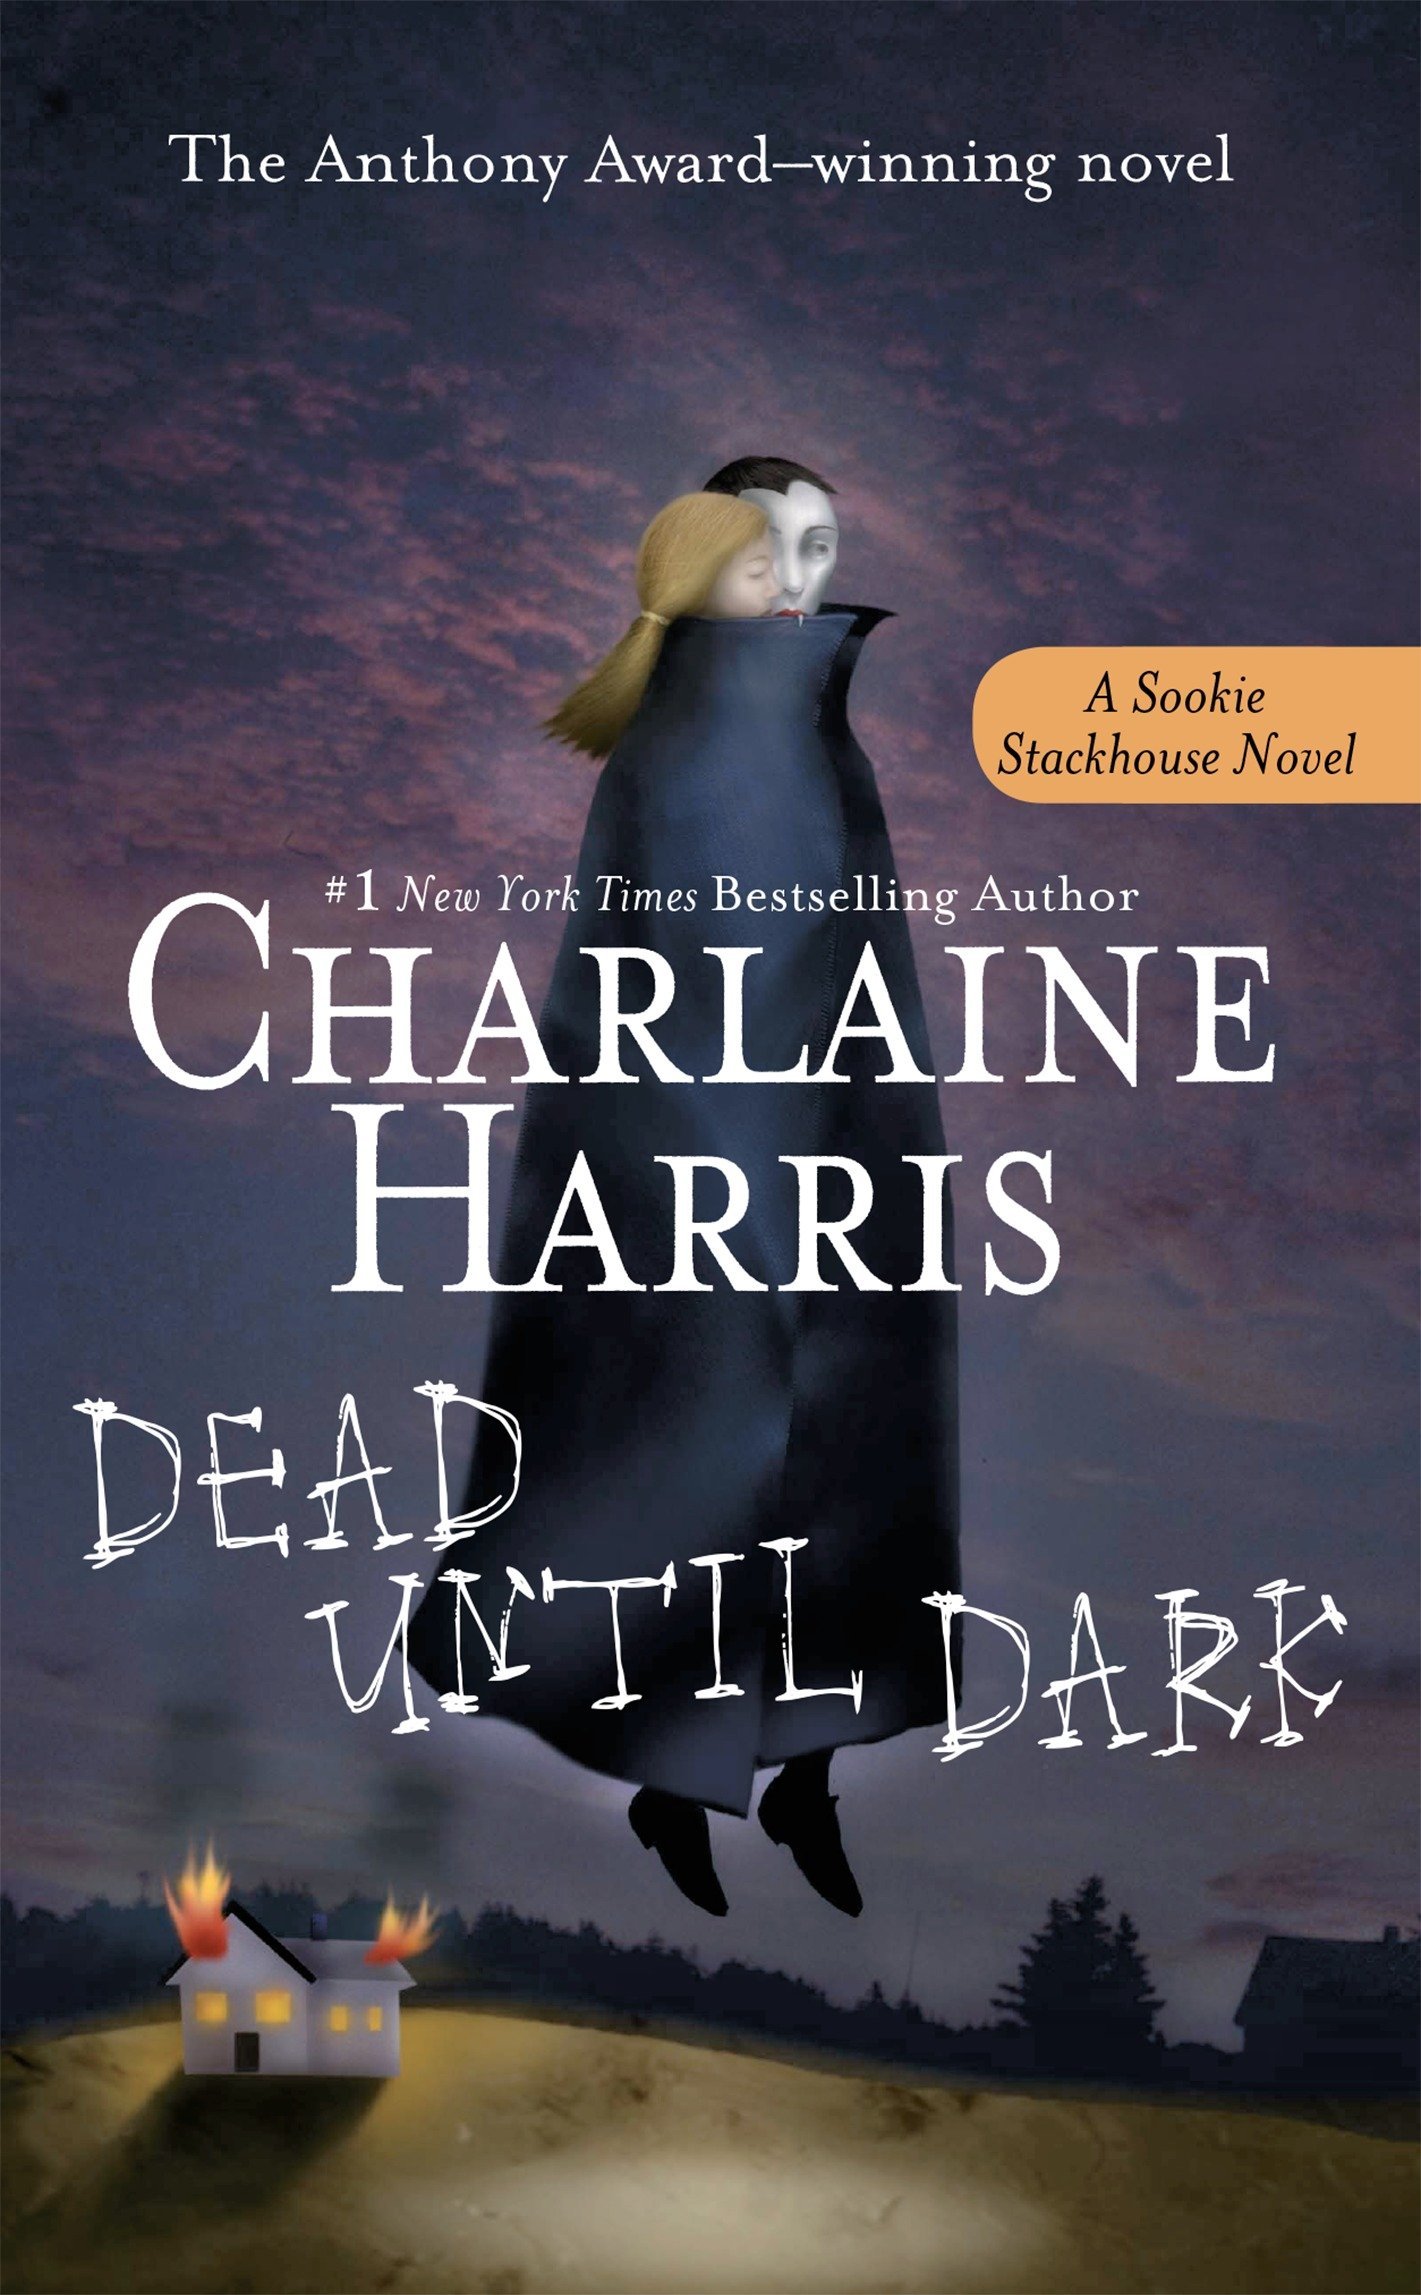 The Anthony Award–winning novel
A Sookie
Stackhouse Novel
#1 New York Times Bestselling Author
CHARLAINE
HARRIS
DEAD
UNTIL DARK